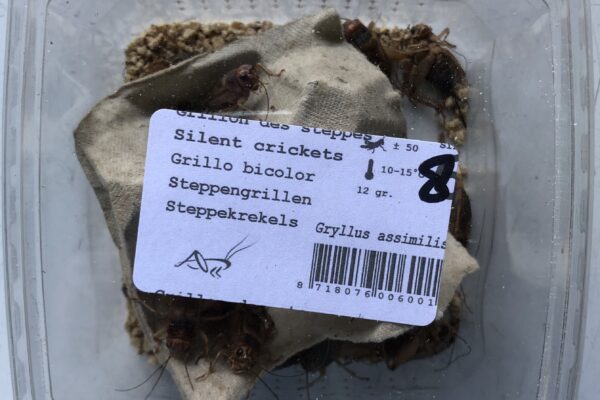 Grillon des steppes
Silent crickets
Grillo bicolor
Steppengrillen
Steppekrekels
± 50
10-15°
12 gr.
8
Gryllus assimilis
8 718076 006001